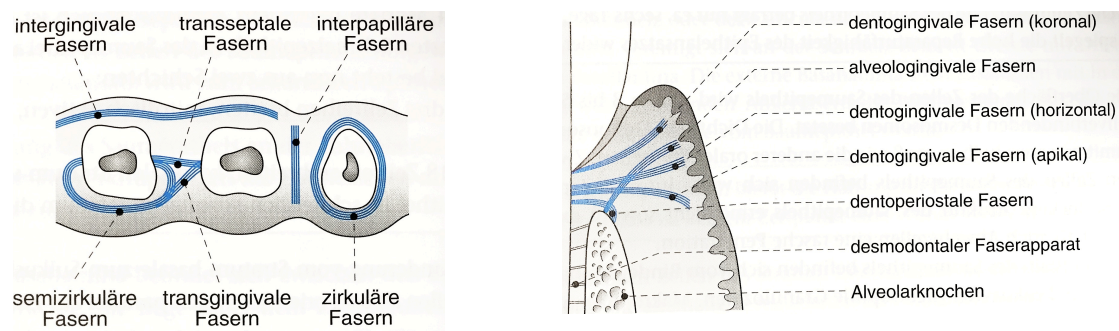 intergingivale
Fasern
transseptale
Fasern
interpapilläre
Fasern
semizirkuläre
Fasern
transgingivale
Fasern
zirkuläre
Fasern
dentogingivale Fasern (koronal)
alveologingivale Fasern
dentogingivale Fasern (horizontal)
dentogingivale Fasern (apikal)
dentoperiostale Fasern
desmodontaler Faserapparat
Alveolarknochen